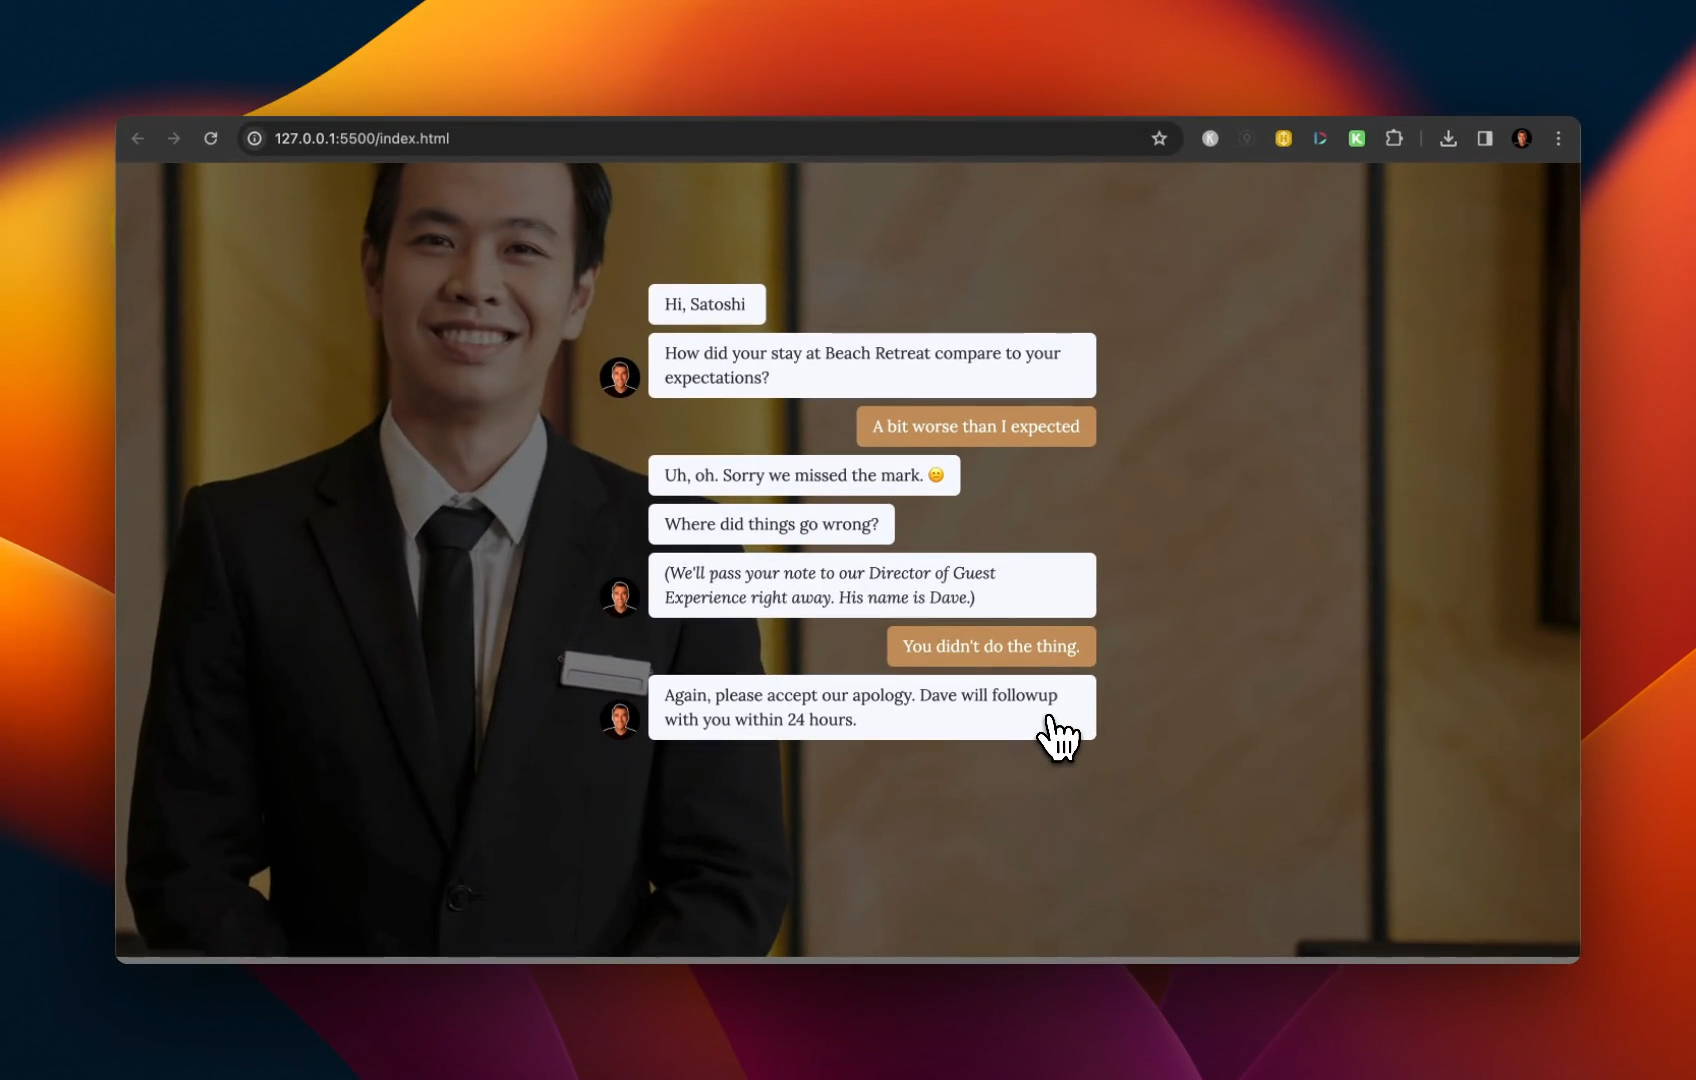 127.0.0.1:5500/index.html
K
K
Hi, Satoshi
How did your stay at Beach Retreat compare to your
expectations?
A bit worse than I expected
Uh, oh. Sorry we missed the mark. 😕
Where did things go wrong?
(We'll pass your note to our Director of Guest
Experience right away. His name is Dave.)
You didn't do the thing.
Again, please accept our apology. Dave will followup
with you within 24 hours.